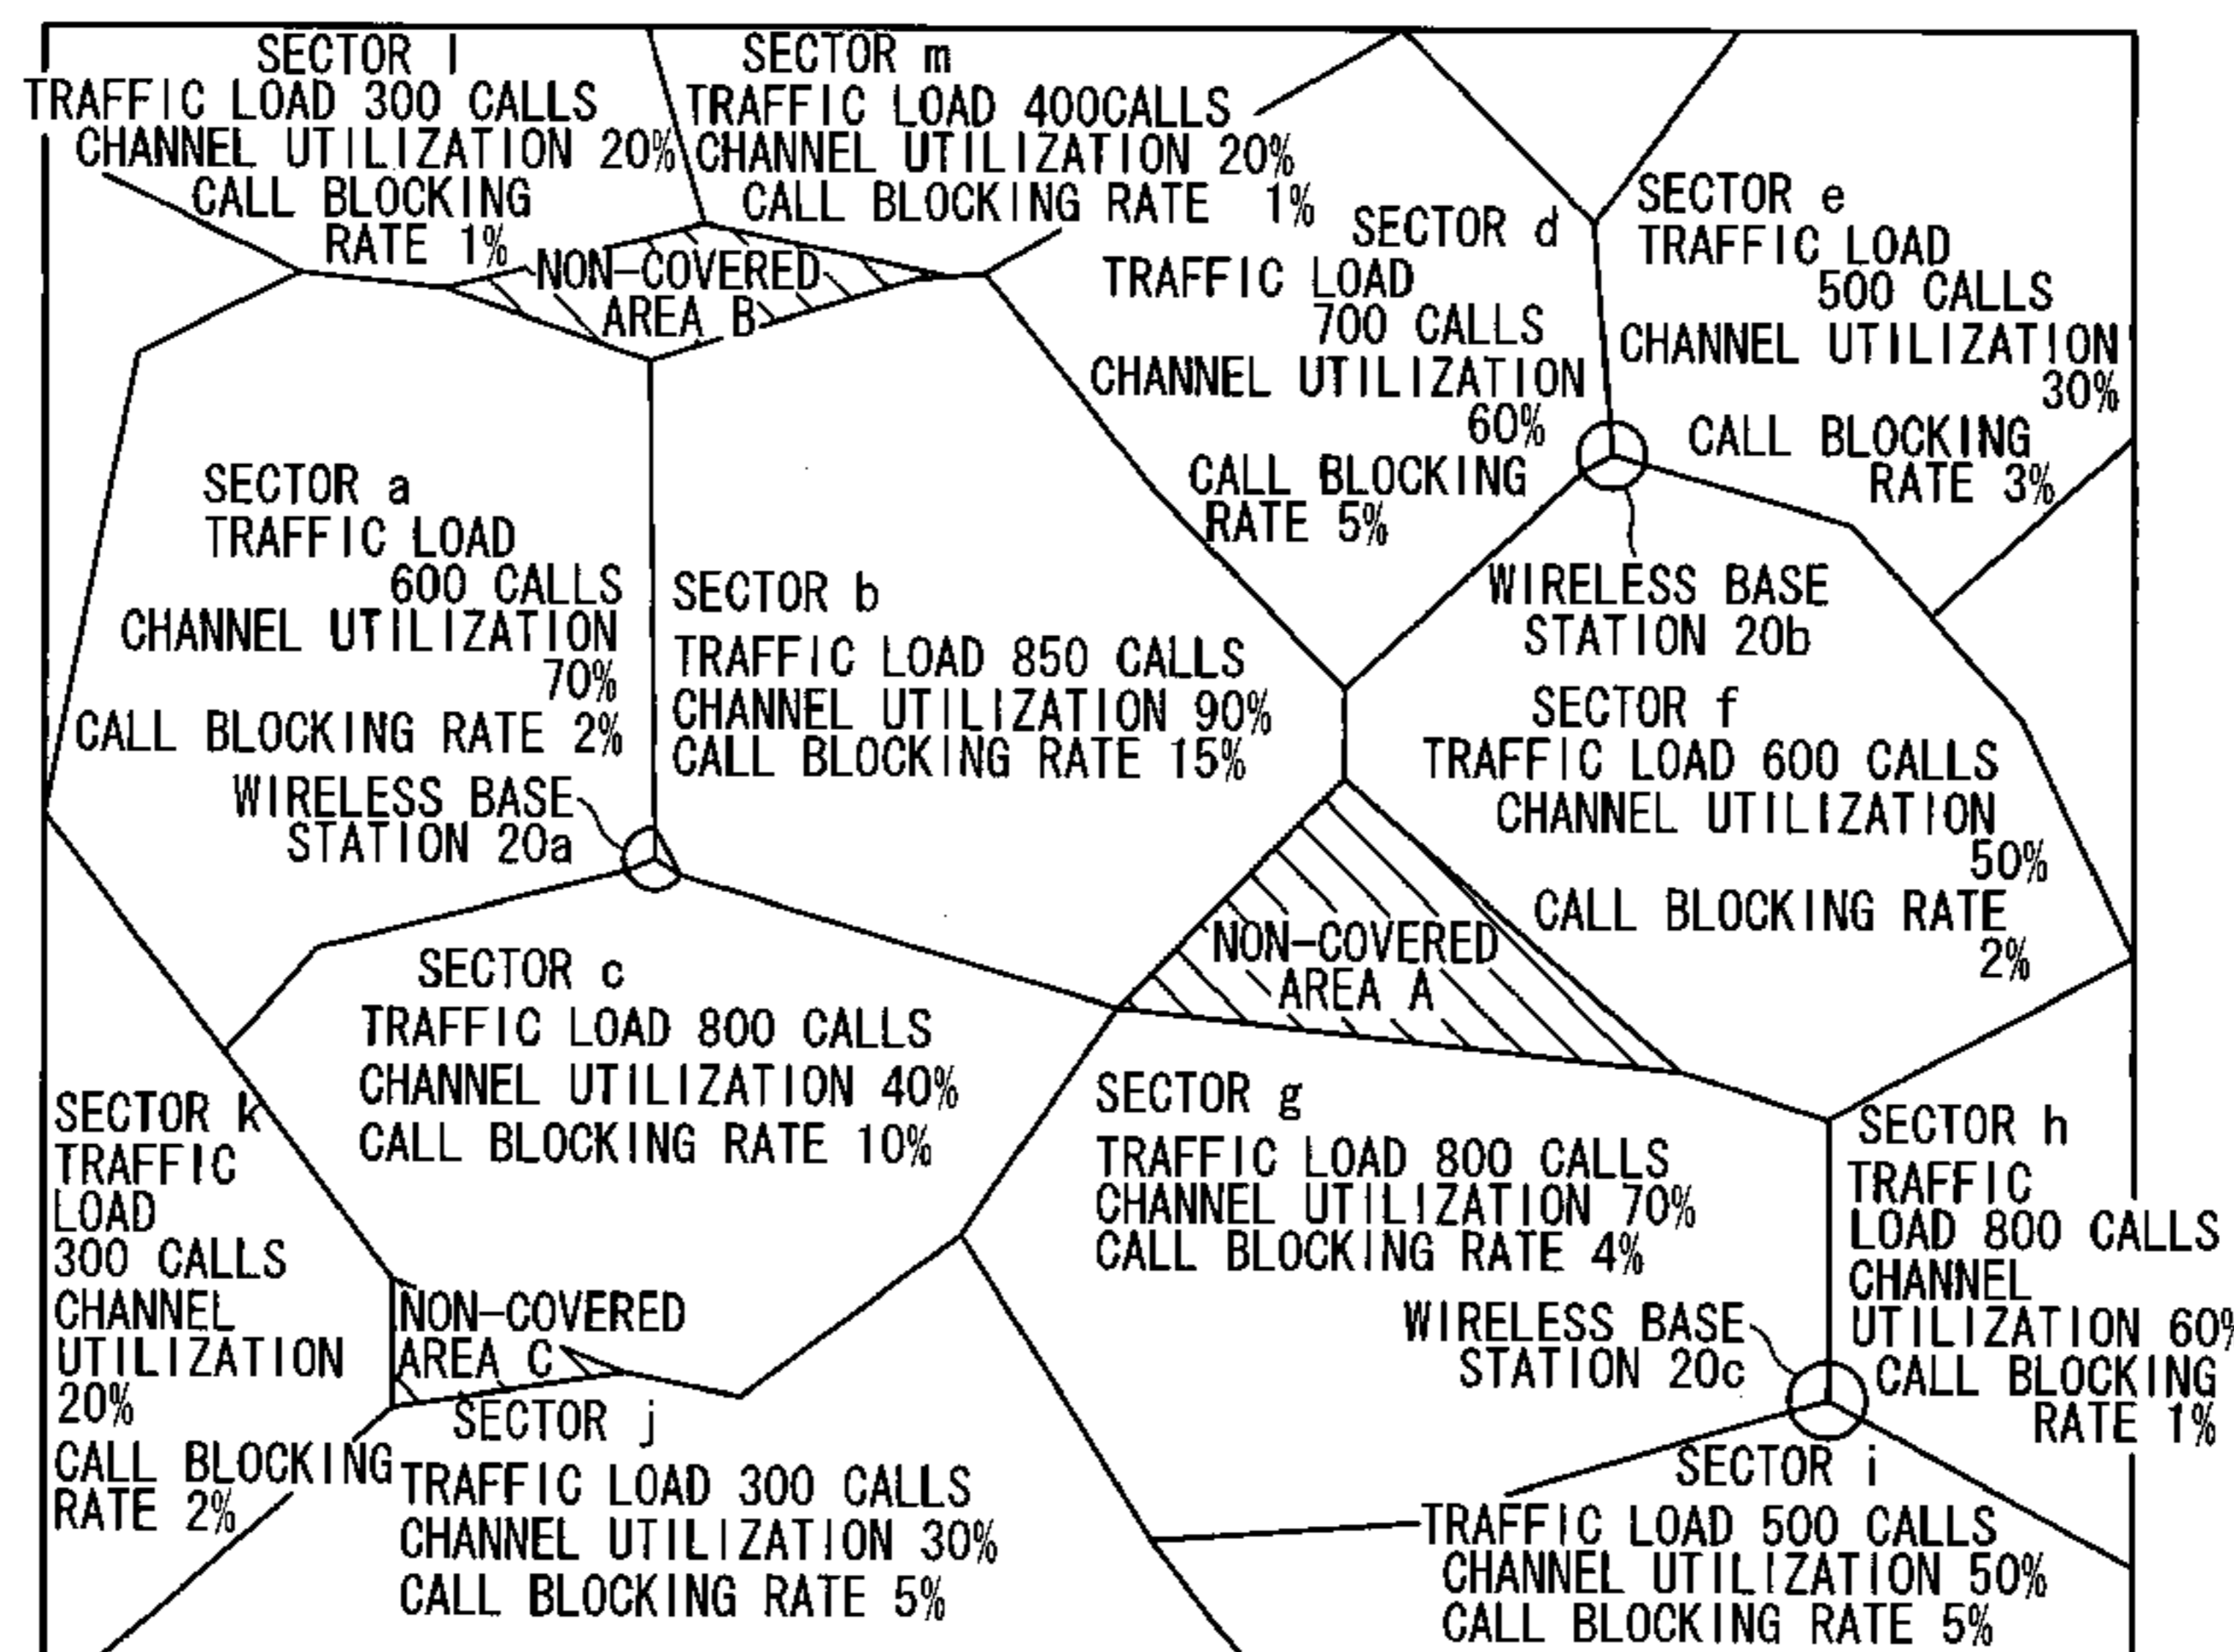 SECTOR l
TRAFFIC LOAD 300 CALLS
CHANNEL UTILIZATION 20%
CALL BLOCKING
RATE 1%
SECTOR m
TRAFFIC LOAD 400CALLS
CHANNEL UTILIZATION 20%
CALL BLOCKING RATE 1%
NON-COVERED
AREA B
SECTOR d
TRAFFIC LOAD
700 CALLS
CHANNEL UTILIZATION
60%
CALL BLOCKING
RATE 5%
SECTOR e
TRAFFIC LOAD
500 CALLS
CHANNEL UTILIZATION
30%
CALL BLOCKING
RATE 3%
SECTOR a
TRAFFIC LOAD
600 CALLS
CHANNEL UTILIZATION
70%
CALL BLOCKING RATE 2%
WIRELESS BASE
STATION 20a
SECTOR b
TRAFFIC LOAD 850 CALLS
CHANNEL UTILIZATION 90%
CALL BLOCKING RATE 15%
WIRELESS BASE
STATION 20b
SECTOR f
TRAFFIC LOAD 600 CALLS
CHANNEL UTILIZATION
50%
CALL BLOCKING RATE
2%
NON-COVERED
AREA A
SECTOR c
TRAFFIC LOAD 800 CALLS
CHANNEL UTILIZATION 40%
CALL BLOCKING RATE 10%
SECTOR k
TRAFFIC
LOAD
300 CALLS
CHANNEL
UTILIZATION
20%
CALL BLOCKING
RATE 2%
NON-COVERED
AREA C
SECTOR g
TRAFFIC LOAD 800 CALLS
CHANNEL UTILIZATION 70%
CALL BLOCKING RATE 4%
WIRELESS BASE
STATION 20c
SECTOR h
TRAFFIC
LOAD 800 CALLS
CHANNEL
UTILIZATION 60%
CALL BLOCKING
RATE 1%
SECTOR j
TRAFFIC LOAD 300 CALLS
CHANNEL UTILIZATION 30%
CALL BLOCKING RATE 5%
SECTOR i
TRAFFIC LOAD 500 CALLS
CHANNEL UTILIZATION 50%
CALL BLOCKING RATE 5%